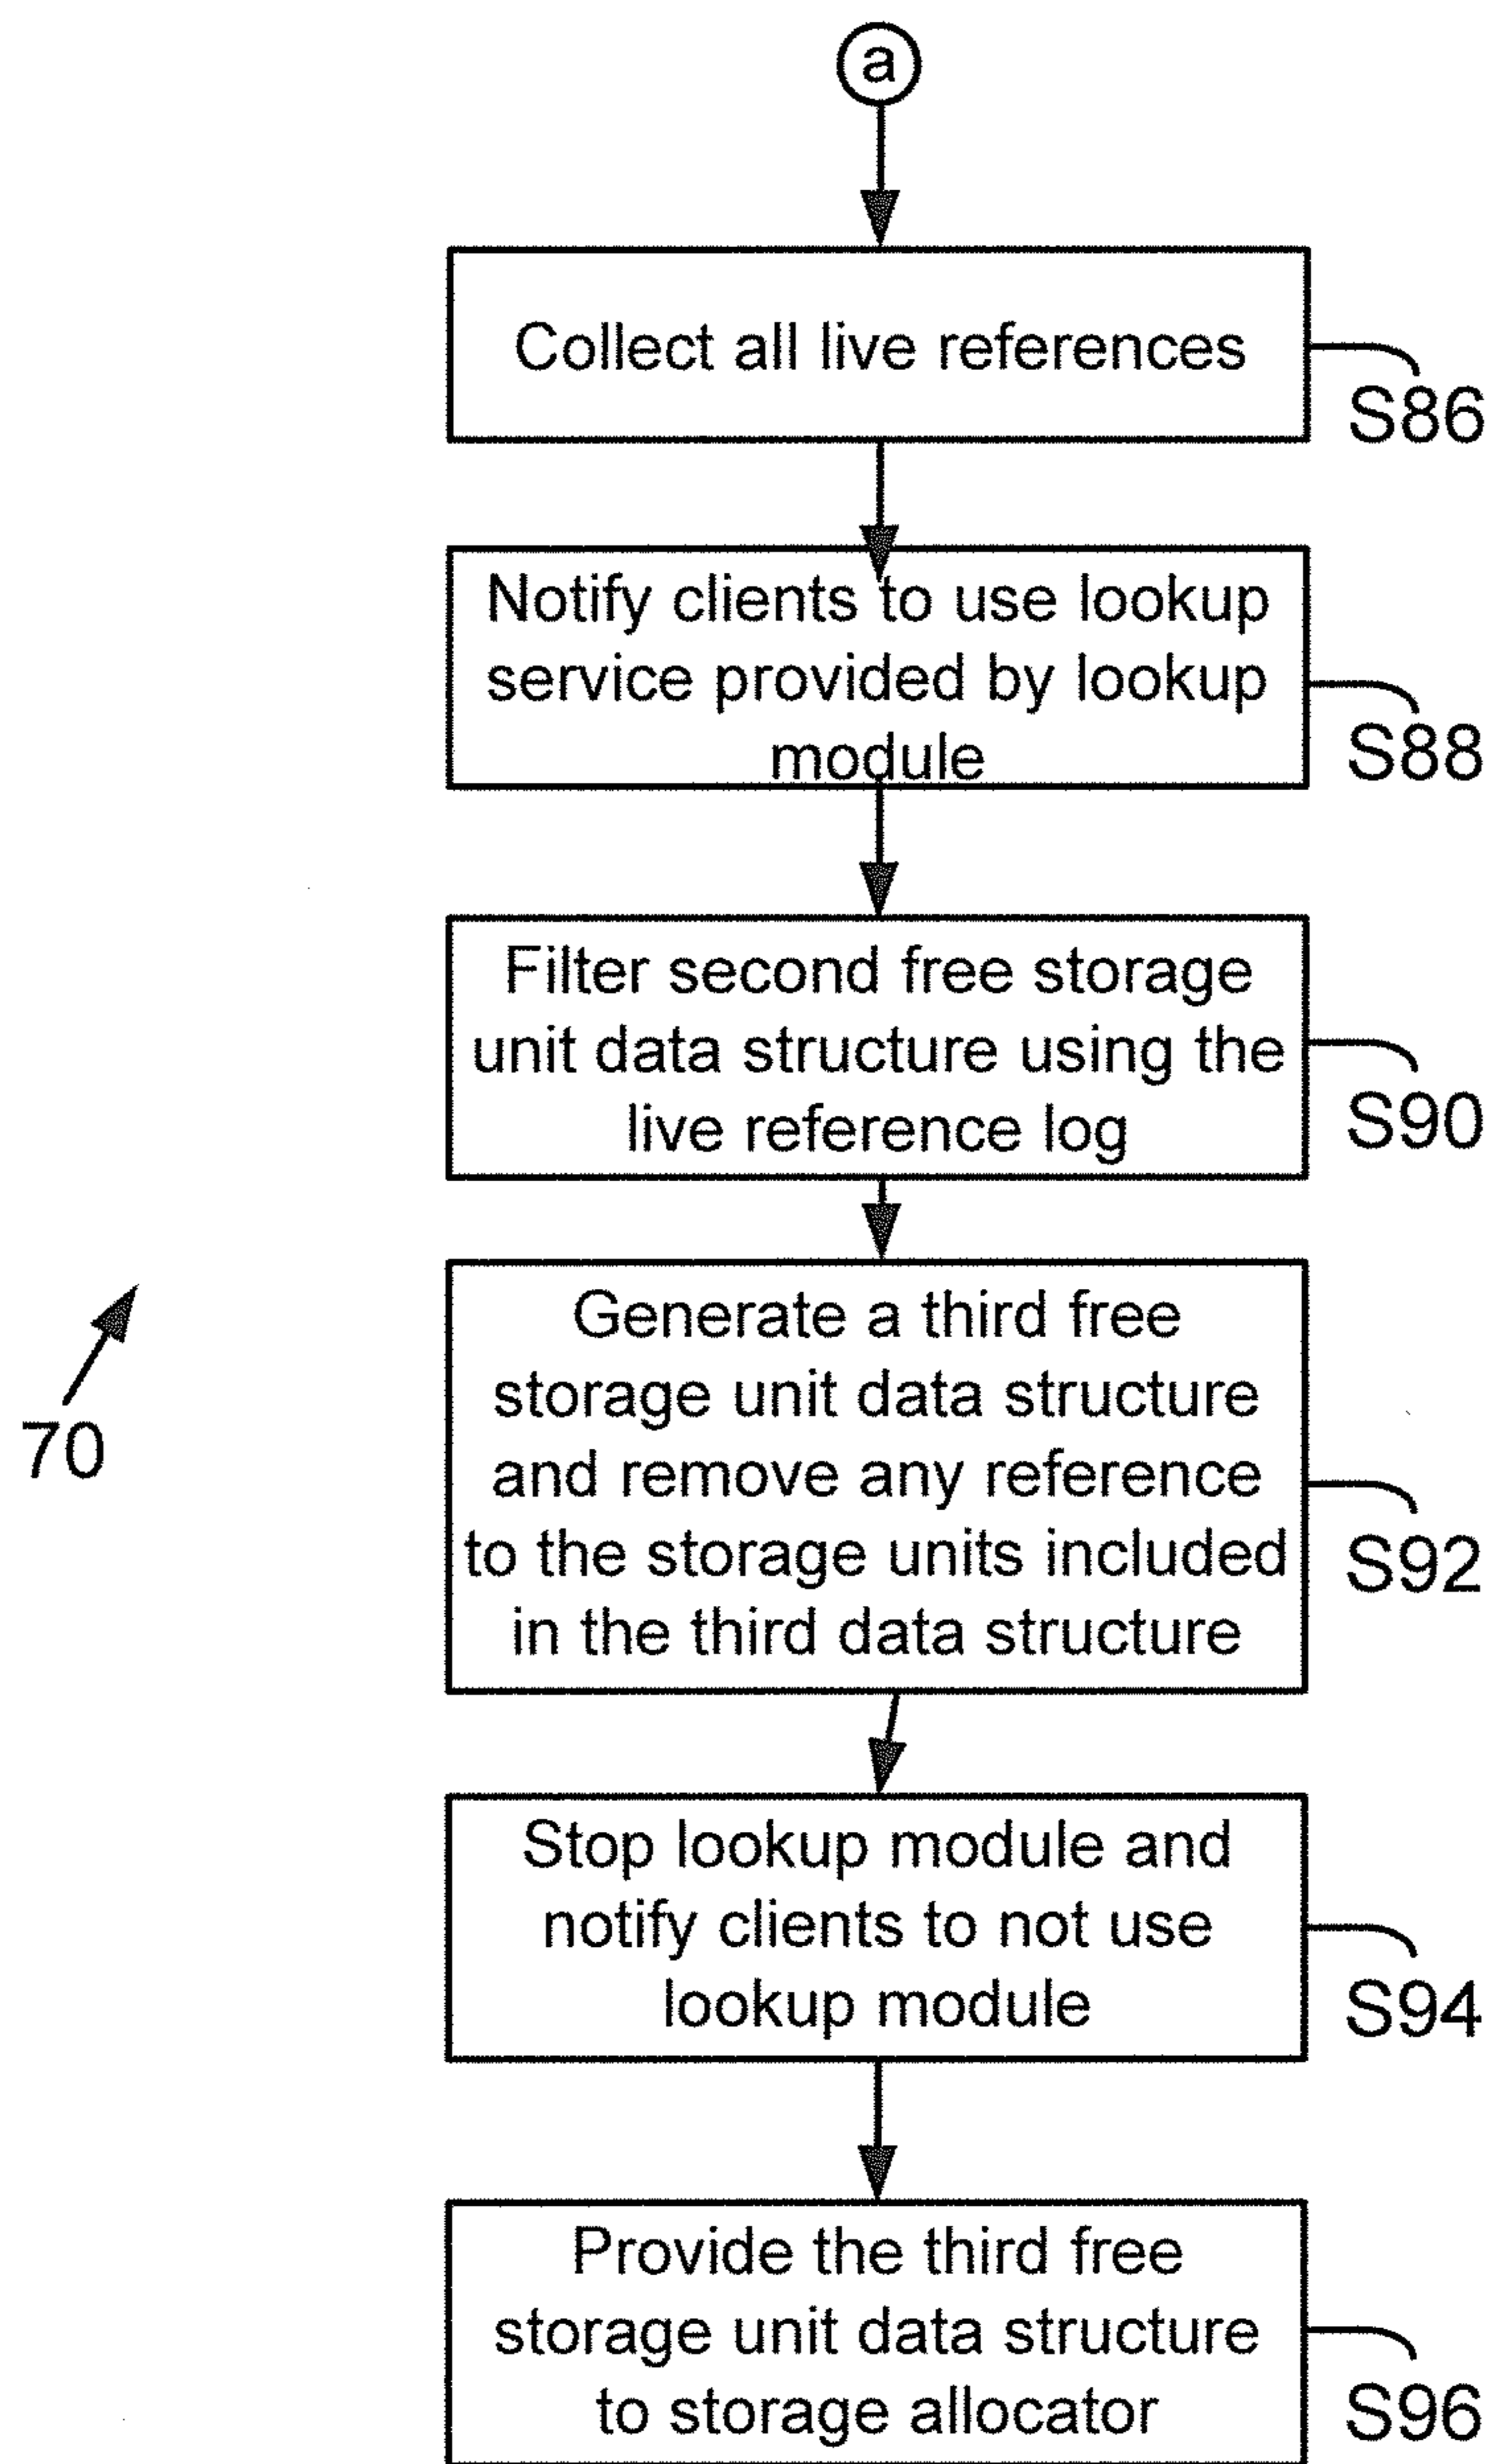 a
Collect all live references
S86
Notify clients to use lookup
service provided by lookup
module
S88
Filter second free storage
unit data structure using the
live reference log
S90
Generate a third free
storage unit data structure
and remove any reference
to the storage units included
in the third data structure
S92
70
Stop lookup module and
notify clients to not use
lookup module
S94
Provide the third free
storage unit data structure
to storage allocator
S96